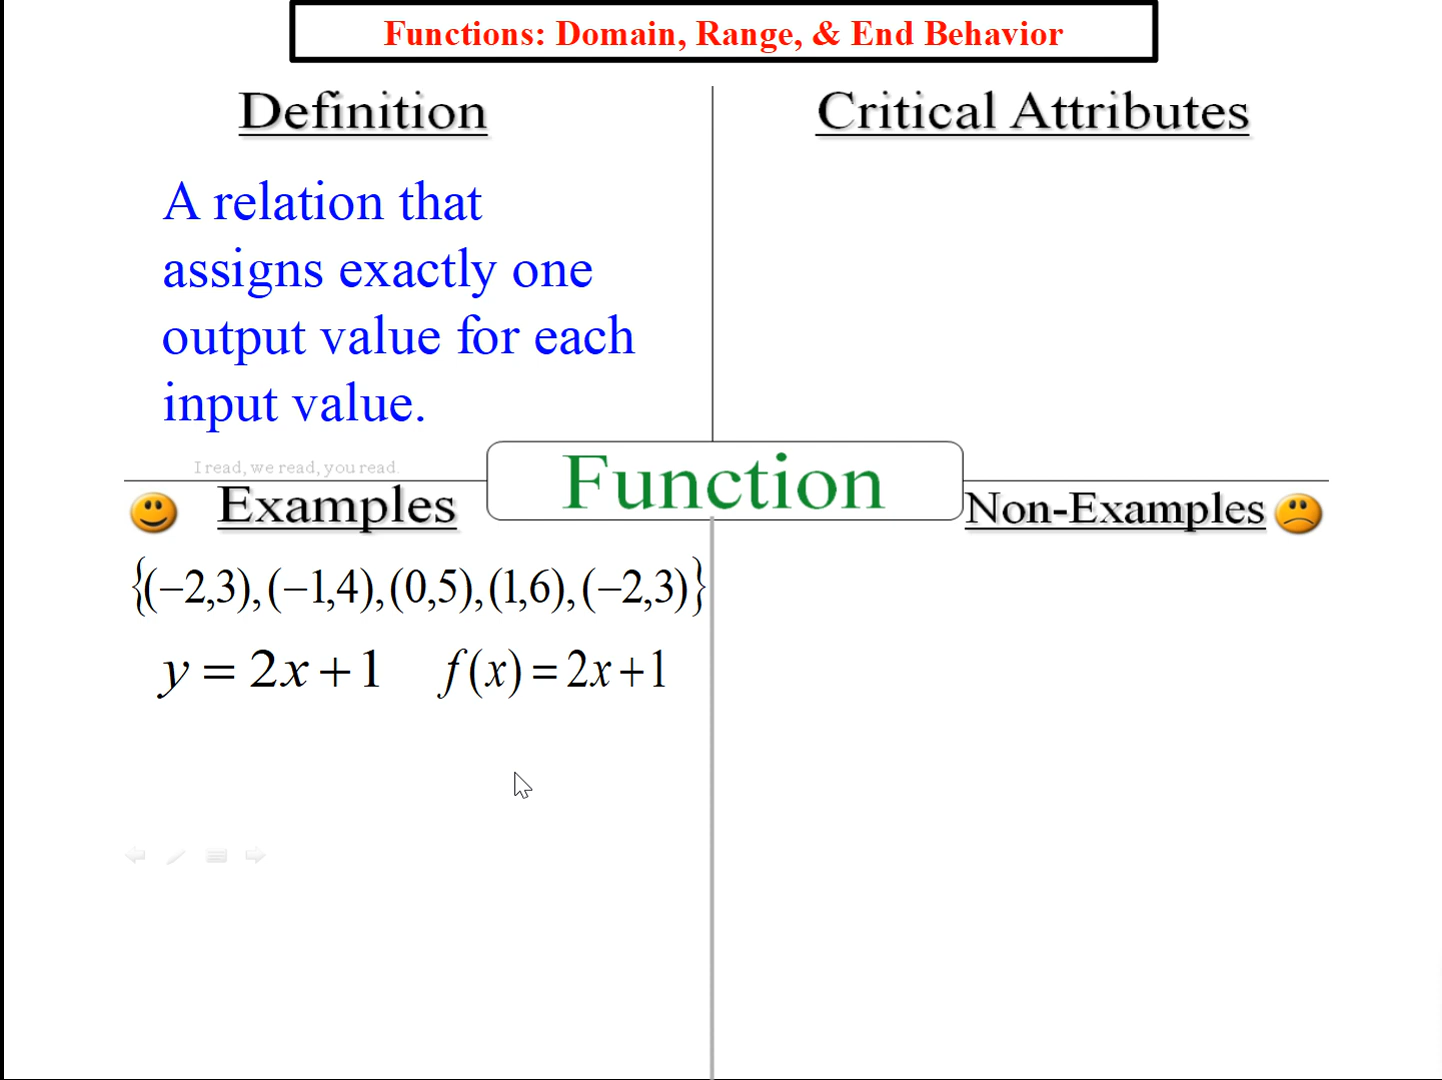 Functions: Domain, Range, & End Behavior
Definition
A relation that
assigns exactly one
output value for each
input value.
I read, we read, you read.
Critical Attributes
Function
Examples
{(−2,3),(−1,4),(0,5),(1,6),(−2,3)}
y = 2x+1 f(x)=2x+1
Non-Examples